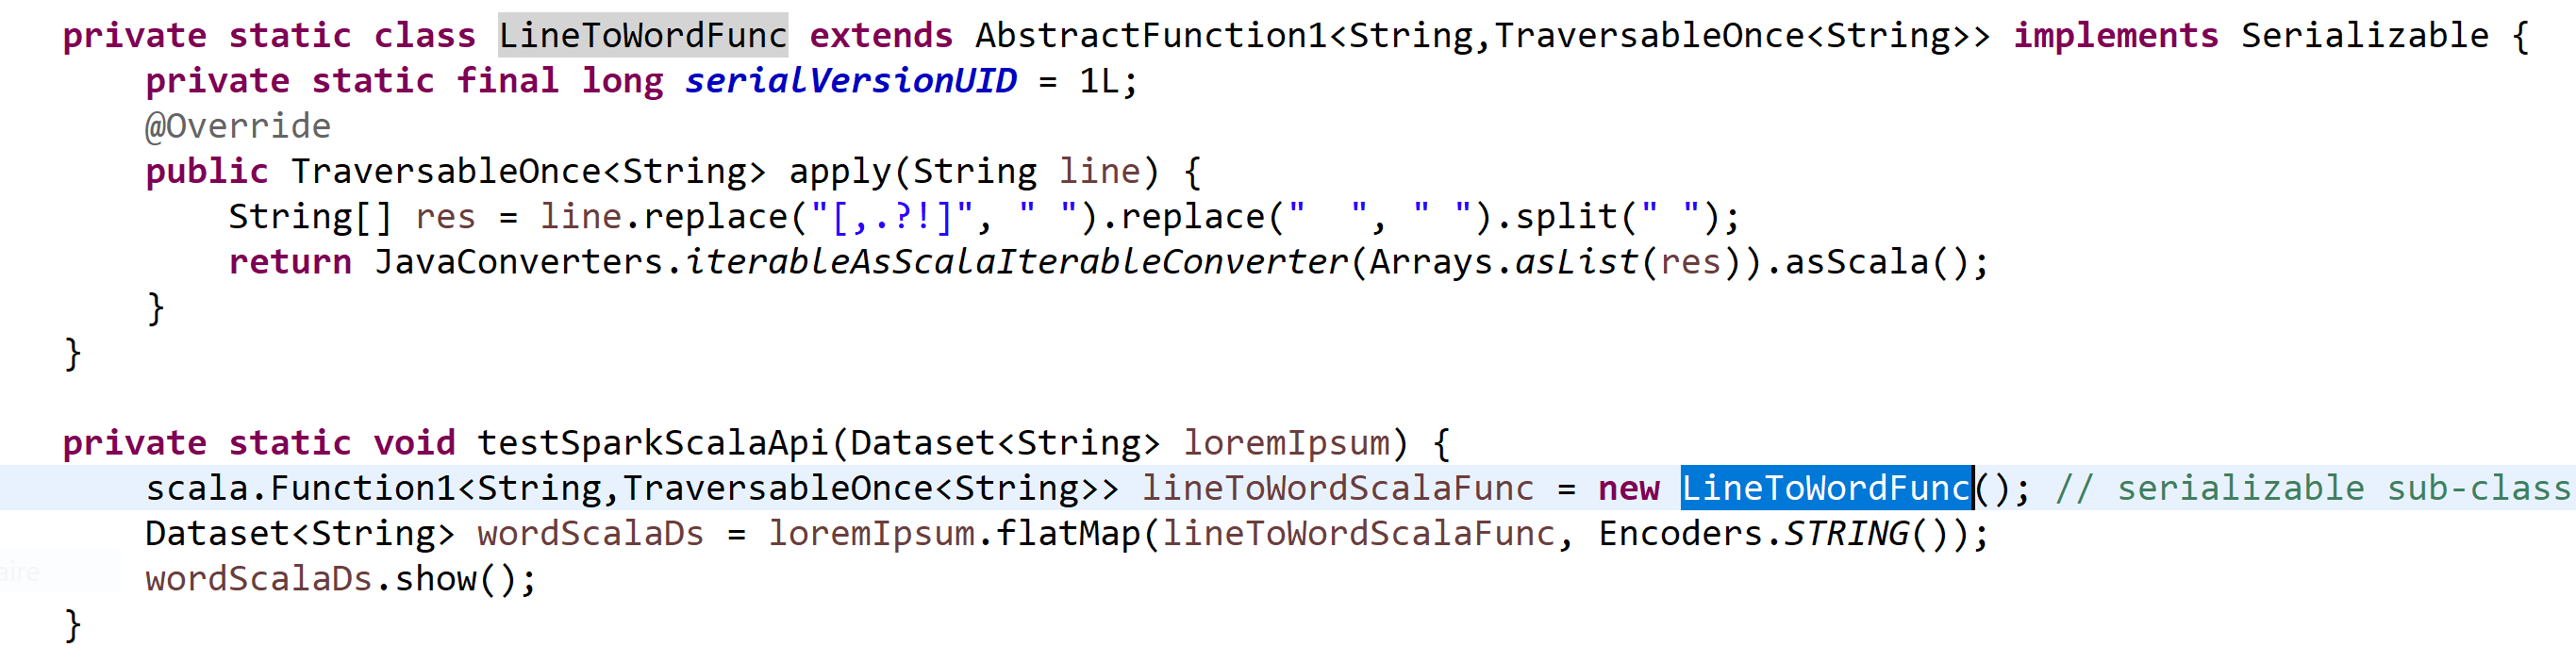 private static class LineToWordFunc extends AbstractFunction1<String,TraversableOnce<String>> implements Serializable {
private static final long serialVersionUID = 1L;
@Override
public TraversableOnce<String> apply(String line) {
String[] res = line.replace("[,.?!]", " ").replace("  ", " ").split(" ");
return JavaConverters.iterableAsScalaIterableConverter(Arrays.asList(res)).asScala();
}
}
private static void testSparkScalaApi(Dataset<String> loremIpsum) {
scala.Function1<String,TraversableOnce<String>> lineToWordScalaFunc = new LineToWordFunc(); // serializable sub-class
Dataset<String> wordScalaDs = loremIpsum.flatMap(lineToWordScalaFunc, Encoders.STRING());
aire
wordScalaDs.show();
}